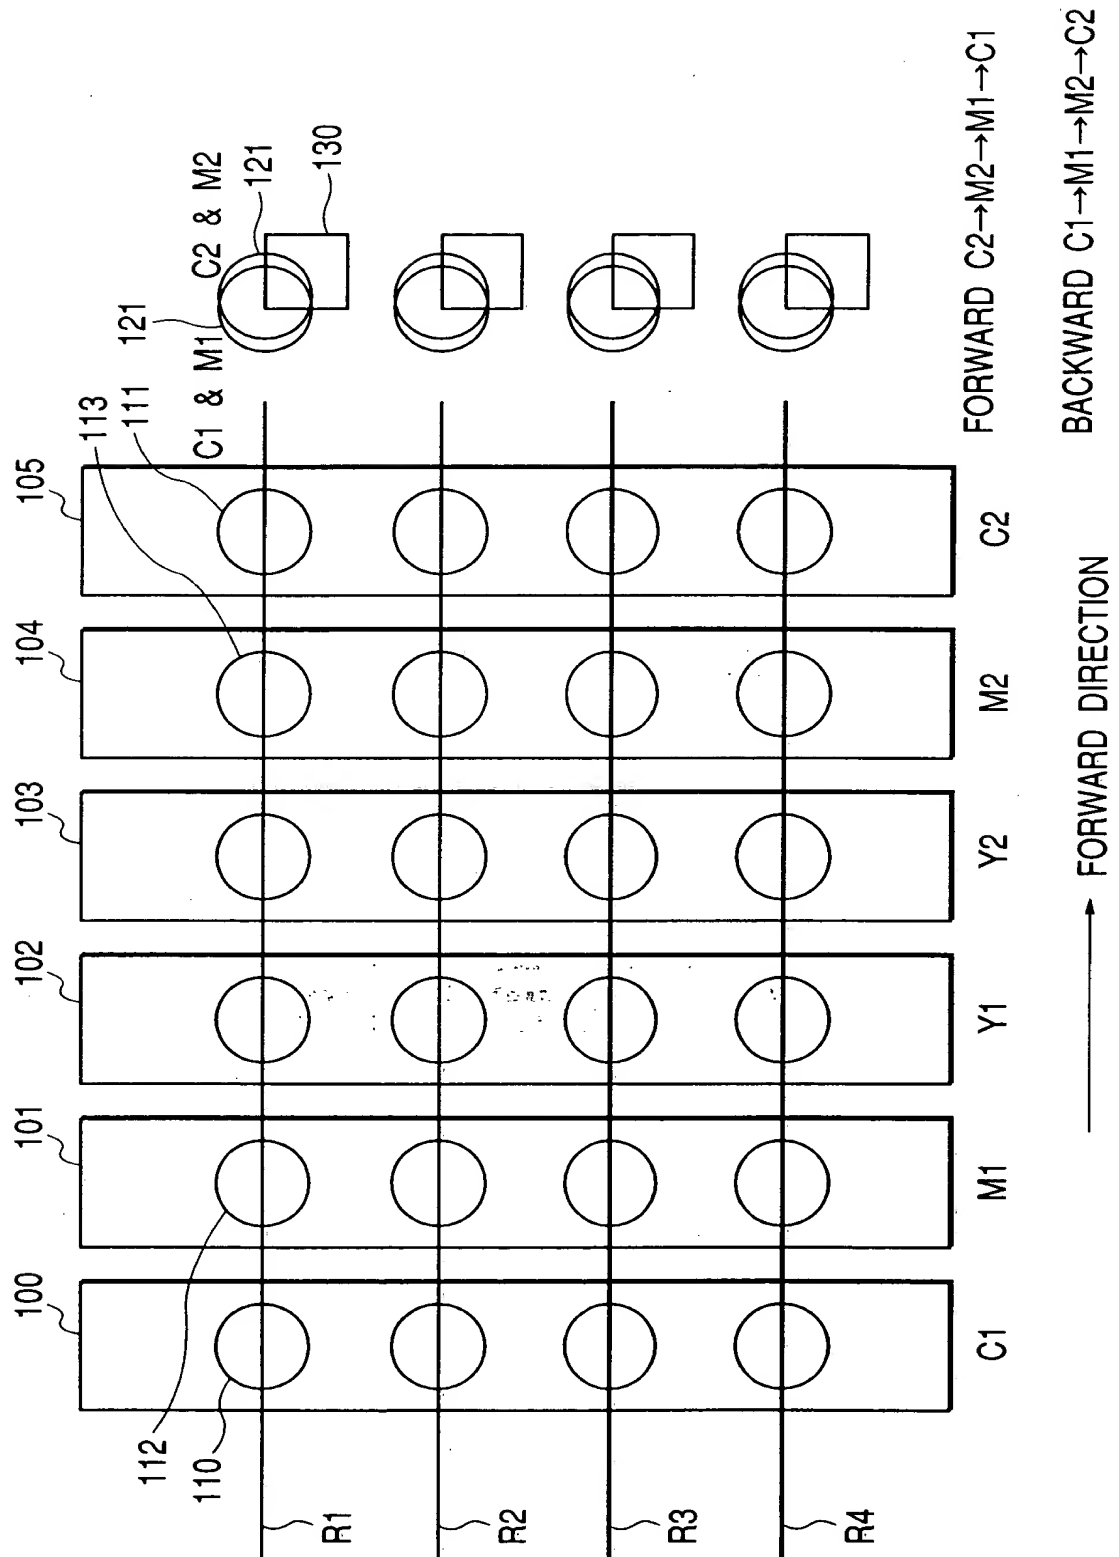 105
104
103
102
101
100
113
111
112
110
C1 & M1
C2 & M2
121
121
130
R1
R2
R3
R4
C1
M1
Y1
Y2
M2
C2
FORWARD C2→M2→M1→C1
BACKWARD C1→M1→M2→C2
FORWARD DIRECTION